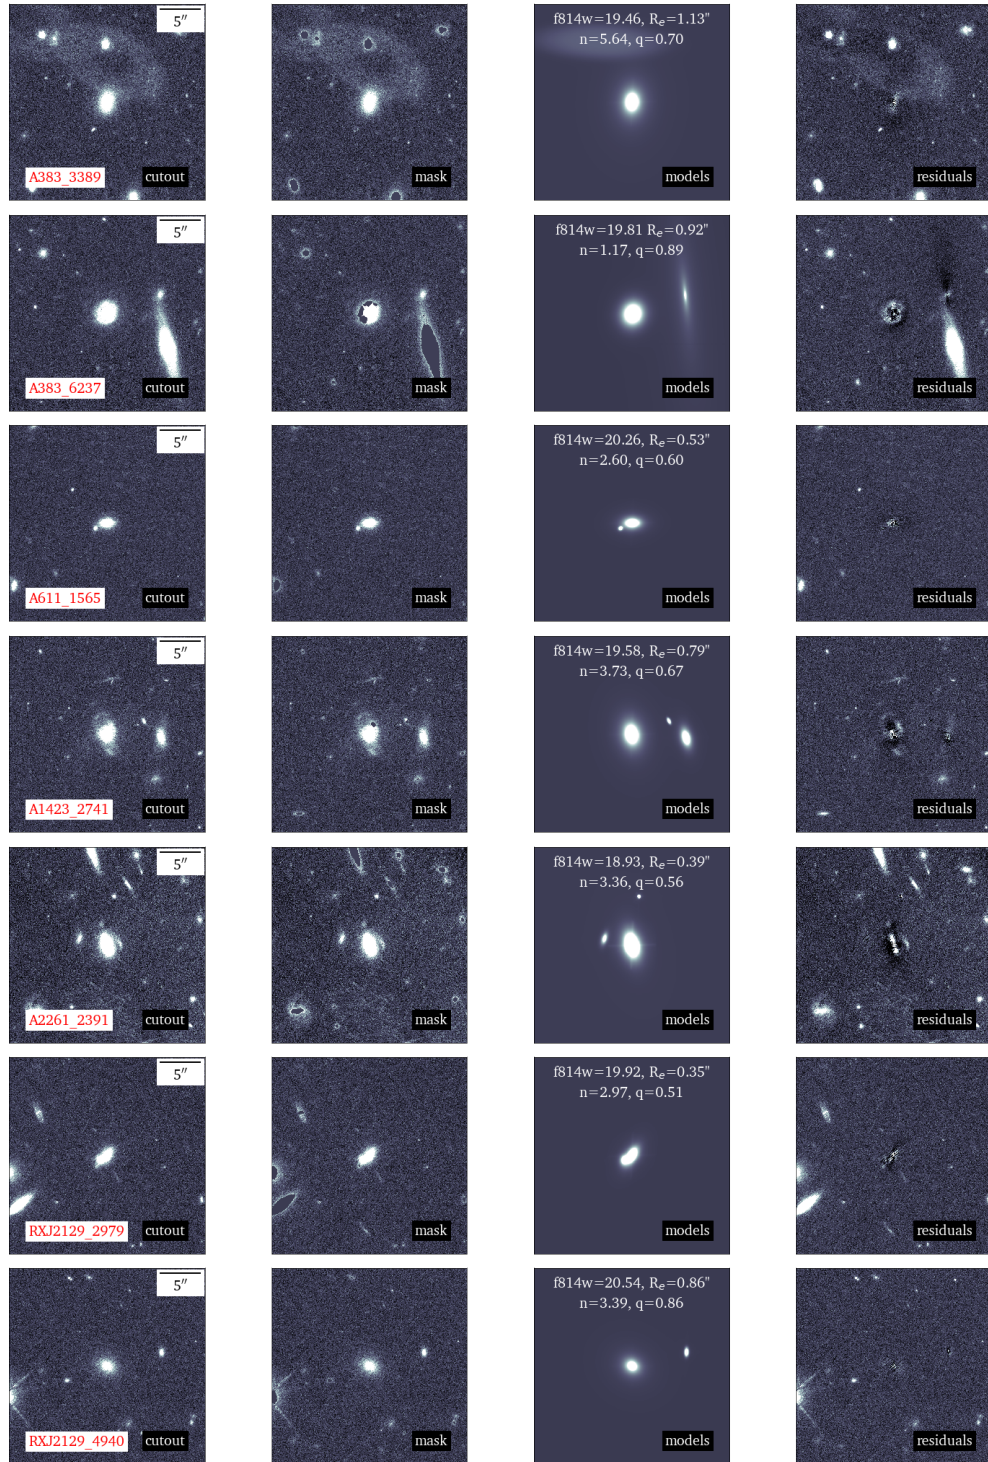 5″
f814w=19.46, Rₑ=1.13"
n=5.64, q=0.70
A383_3389
cutout
mask
models
residuals
5″
f814w=19.81 Rₑ=0.92"
n=1.17, q=0.89
A383_6237
cutout
mask
models
residuals
5″
f814w=20.26, Rₑ=0.53"
n=2.60, q=0.60
A611_1565
cutout
mask
models
residuals
5″
f814w=19.58, Rₑ=0.79"
n=3.73, q=0.67
A1423_2741
cutout
mask
models
residuals
5″
f814w=18.93, Rₑ=0.39"
n=3.36, q=0.56
A2261_2391
cutout
mask
models
residuals
5″
f814w=19.92, Rₑ=0.35"
n=2.97, q=0.51
RXJ2129_2979
cutout
mask
models
residuals
5″
f814w=20.54, Rₑ=0.86"
n=3.39, q=0.86
RXJ2129_4940
cutout
mask
models
residuals